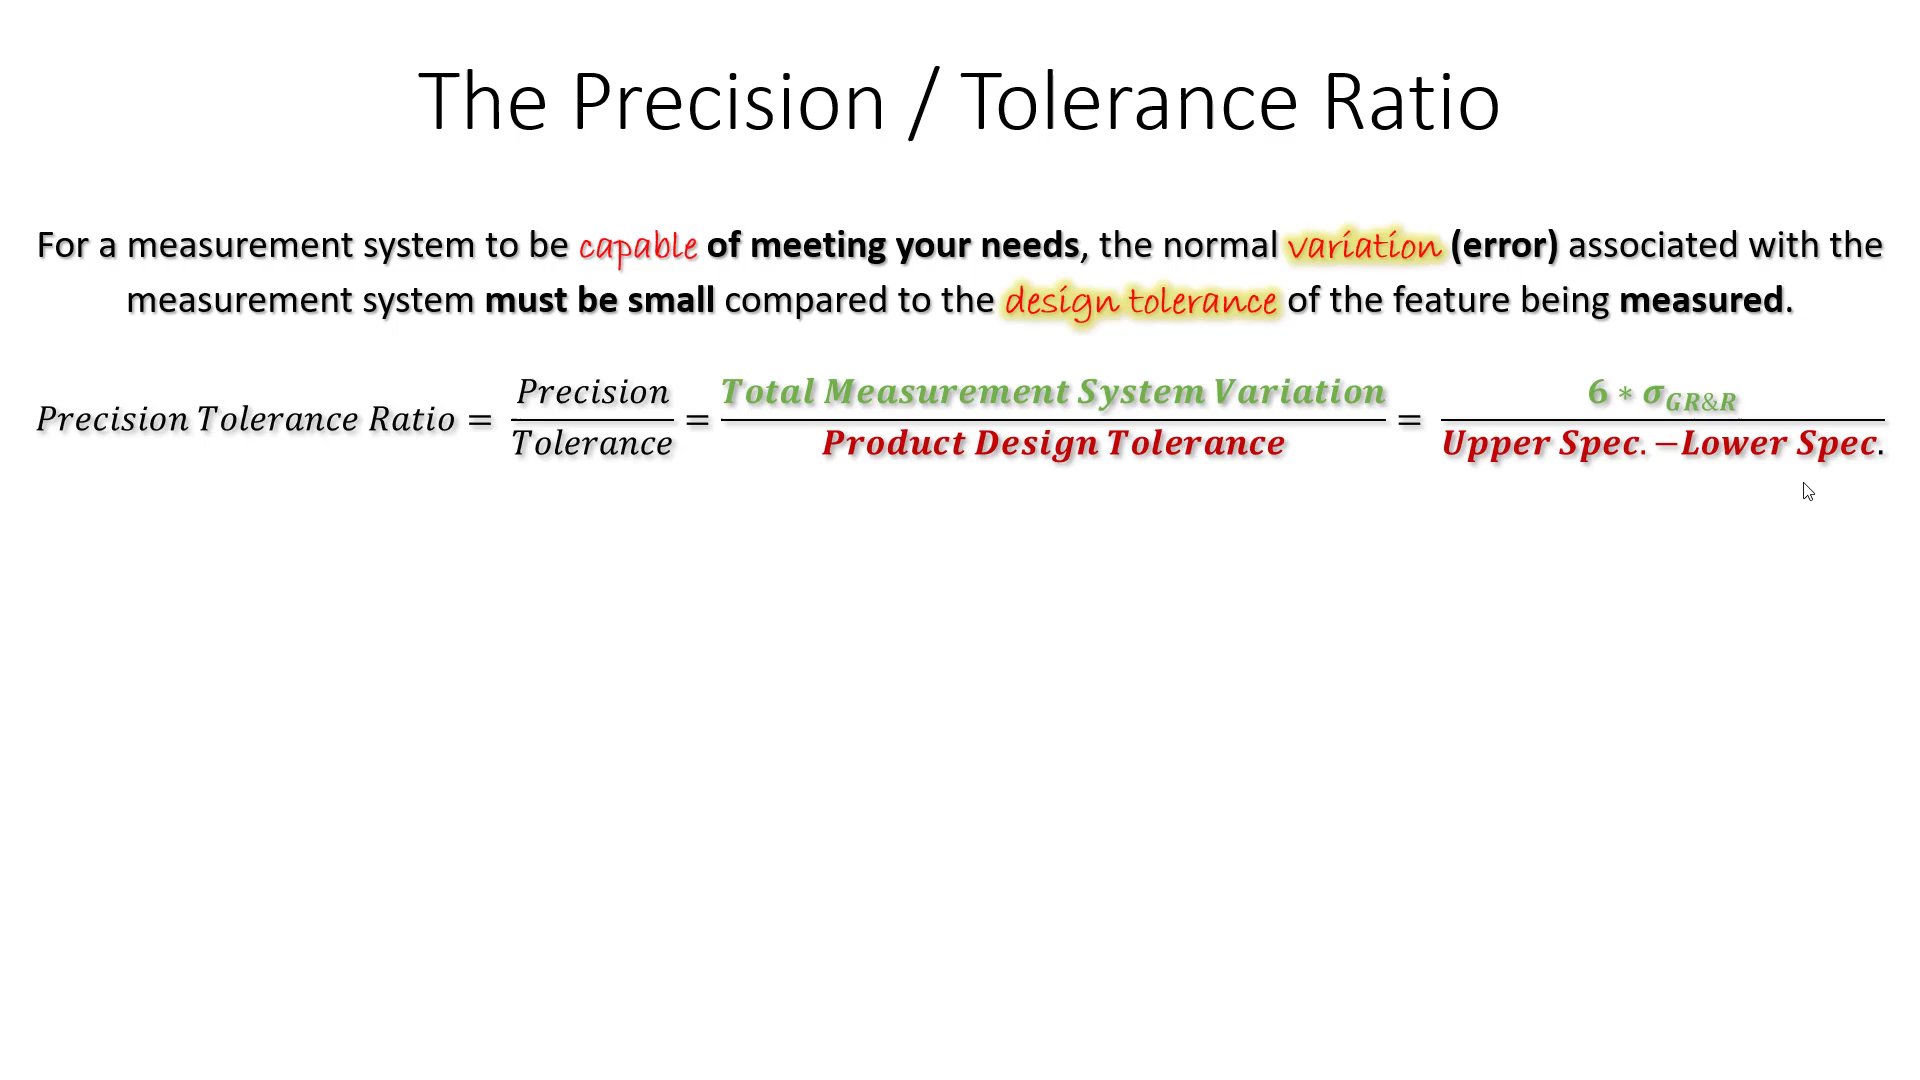 The Precision / Tolerance Ratio
For a measurement system to be capable of meeting your needs, the normal variation (error) associated with the
measurement system must be small compared to the design tolerance of the feature being measured.
Precision Tolerance Ratio = Precision / Tolerance = Total Measurement System Variation / Product Design Tolerance = 6 * σ_GR&R / Upper Spec. −Lower Spec.